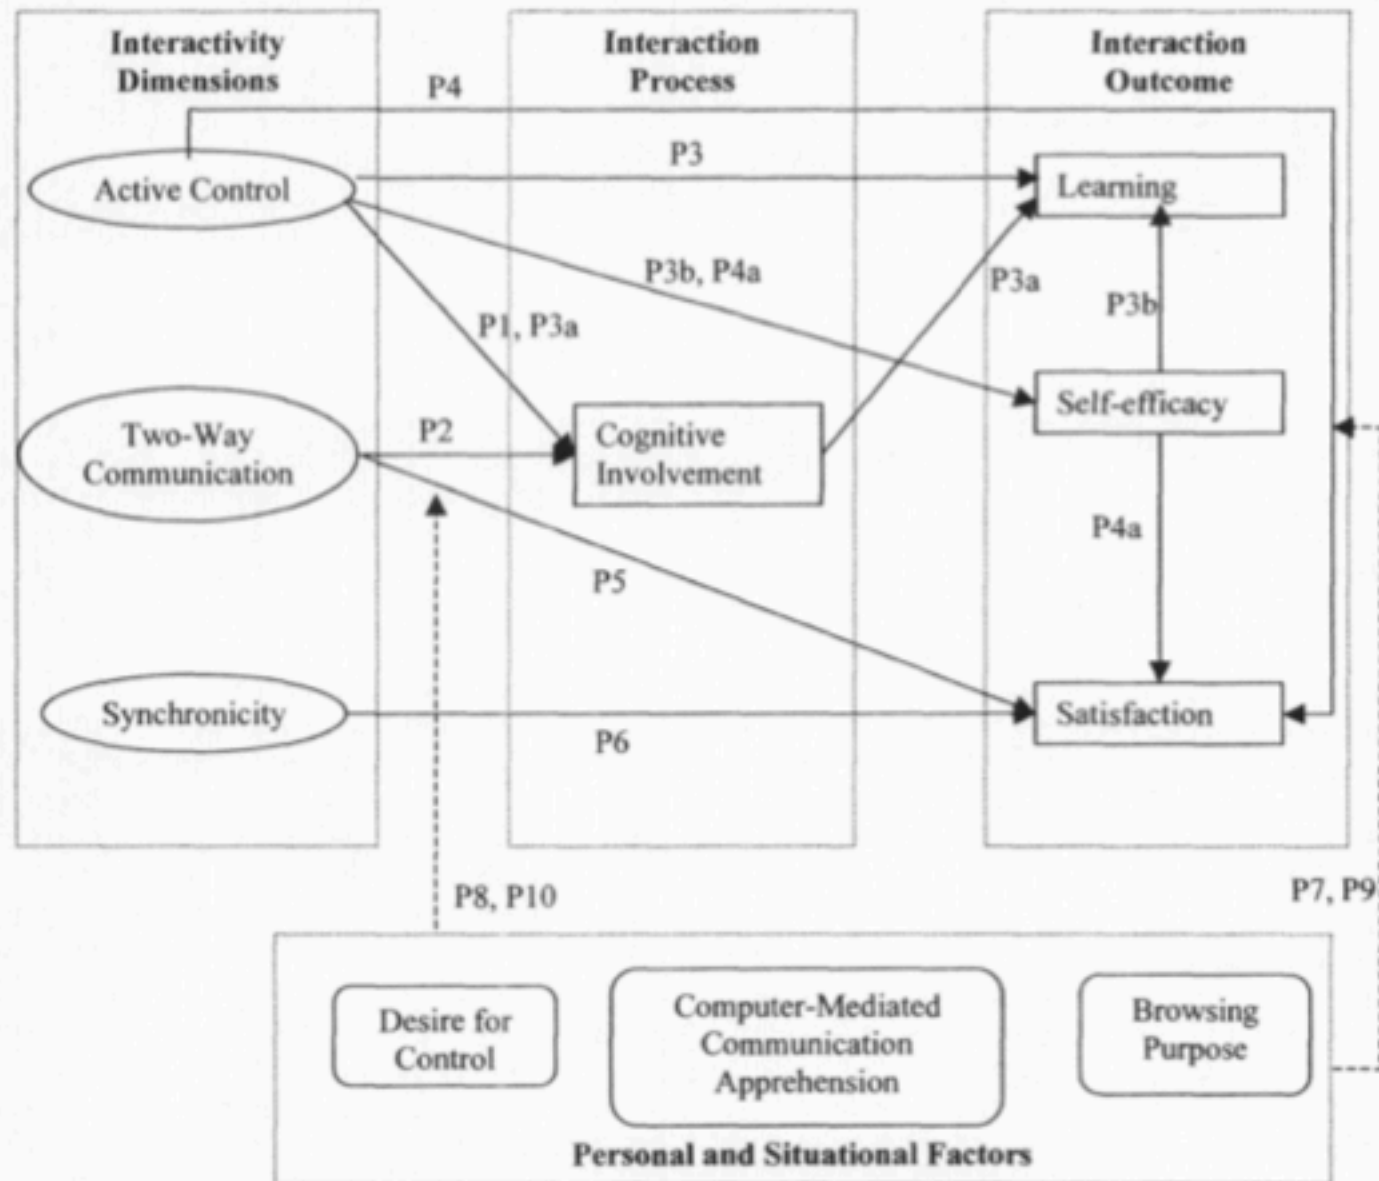 Interactivity
Dimensions
Interaction
Process
Interaction
Outcome
P4
P3
Active Control
Learning
P3b, P4a
P3a
P3b
P1, P3a
Two-Way
Communication
P2
Cognitive
Involvement
Self-efficacy
P4a
P5
Synchronicity
P6
Satisfaction
P8, P10
P7, P9
Desire for
Control
Computer-Mediated
Communication
Apprehension
Browsing
Purpose
Personal and Situational Factors